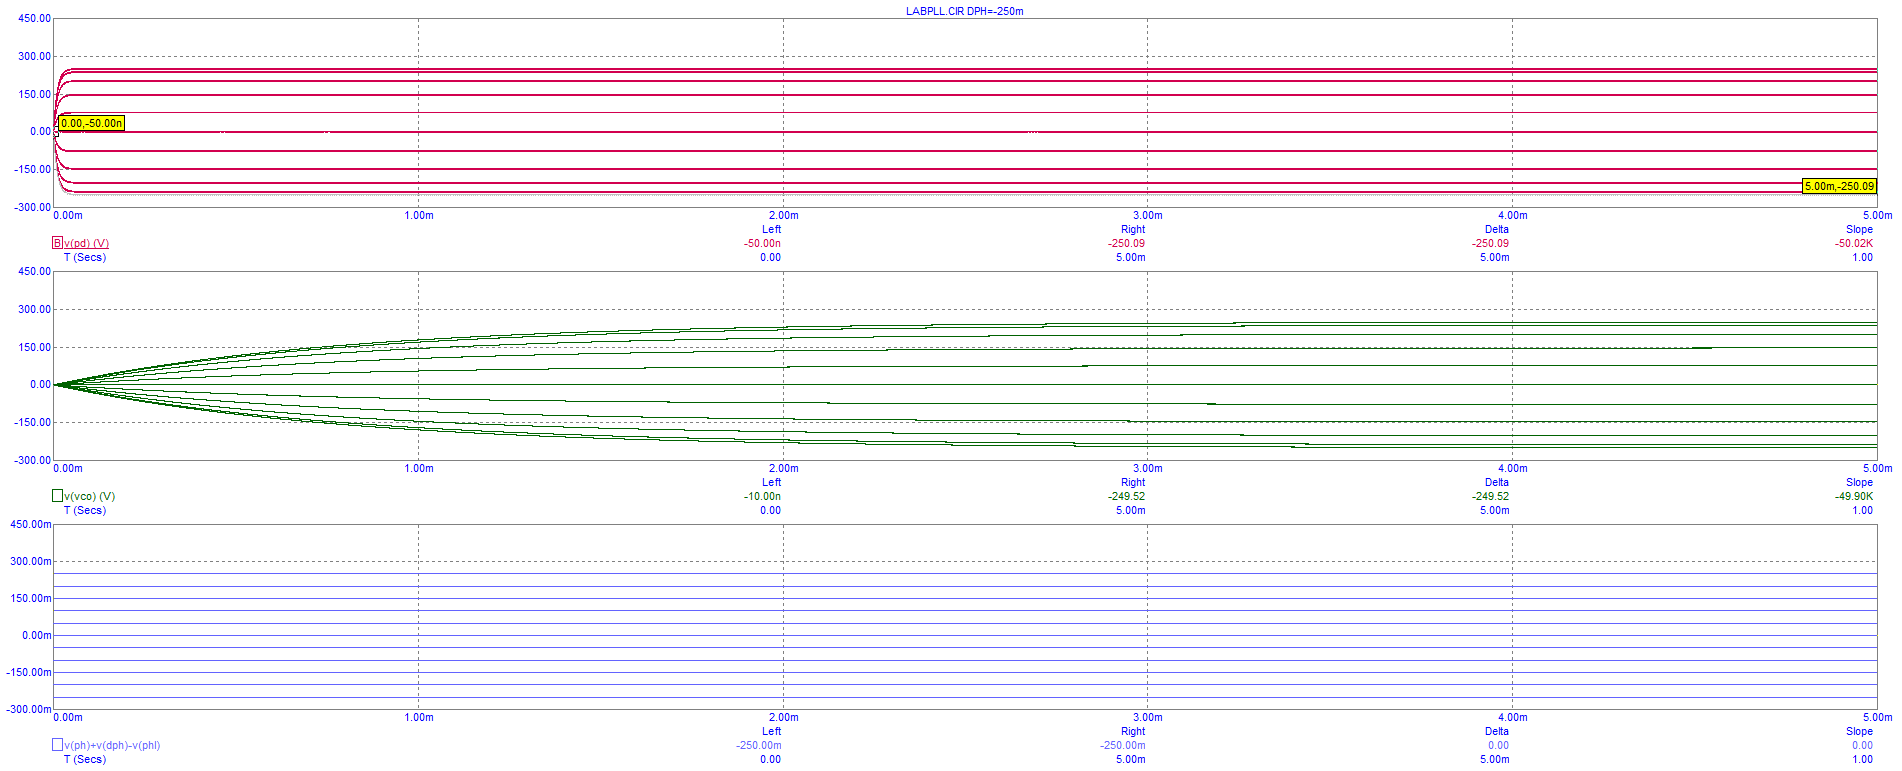 LABPLL.CIR DPH=-250m
450.00
300.00
150.00
0.00
-150.00
-300.00
0.00,-50.00n
5.00m,-250.09
0.00m 1.00m 2.00m 3.00m 4.00m 5.00m
Left Right Delta Slope
B v(pd) (V) -50.00n -250.09 -250.09 -50.02K
T (Secs) 0.00 5.00m 5.00m 1.00
450.00
300.00
150.00
0.00
-150.00
-300.00
0.00m 1.00m 2.00m 3.00m 4.00m 5.00m
Left Right Delta Slope
v(vco) (V) -10.00n -249.52 -249.52 -49.90K
T (Secs) 0.00 5.00m 5.00m 1.00
450.00m
300.00m
150.00m
0.00m
-150.00m
-300.00m
0.00m 1.00m 2.00m 3.00m 4.00m 5.00m
Left Right Delta Slope
v(ph)+v(dph)-v(phl) -250.00m -250.00m 0.00 0.00
T (Secs) 0.00 5.00m 5.00m 1.00